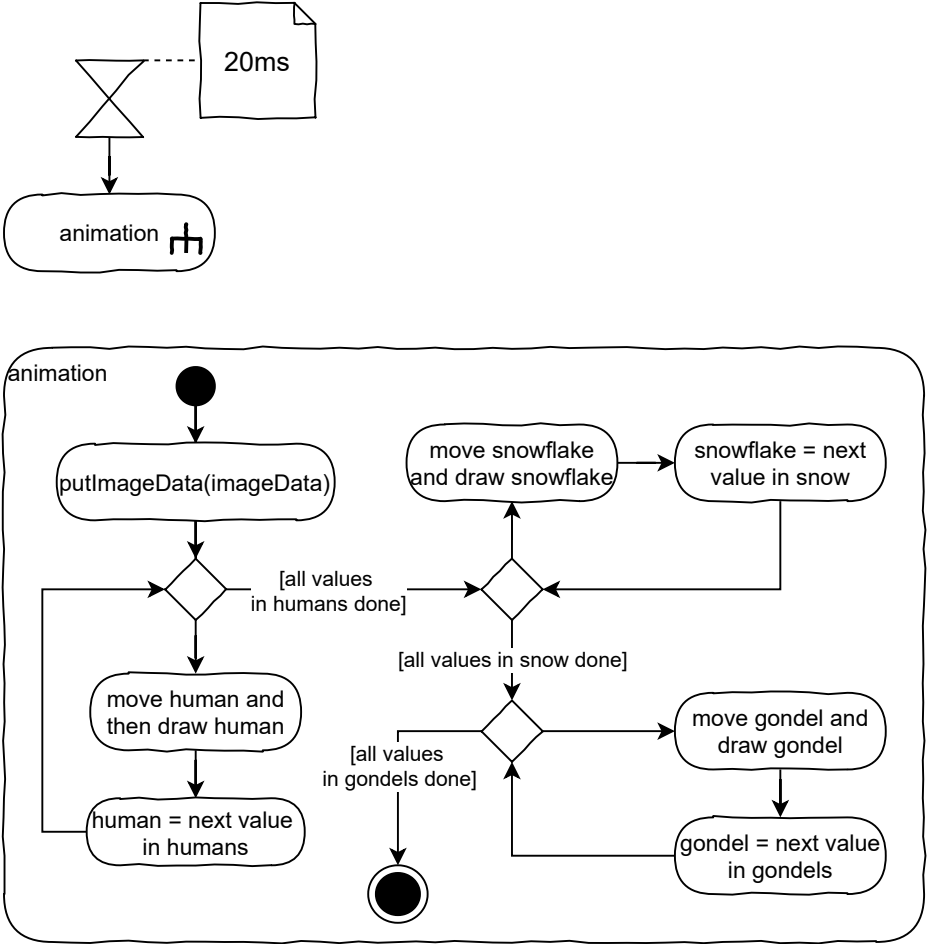 20ms
animation
animation
putImageData(imageData)
[all values
in humans done]
move human and
then draw human
human = next value
in humans
move snowflake
and draw snowflake
snowflake = next
value in snow
[all values in snow done]
move gondel and
draw gondel
gondel = next value
in gondels
[all values
in gondels done]